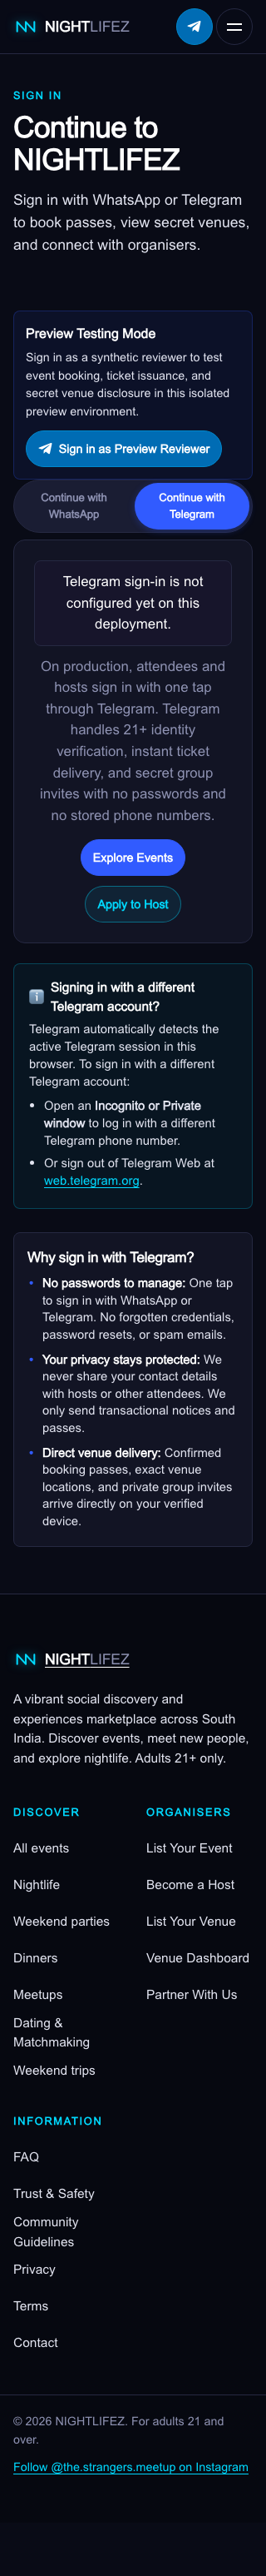 NIGHTLIFEZ
SIGN IN
Continue to
NIGHTLIFEZ
Sign in with WhatsApp or Telegram
to book passes, view secret venues,
and connect with organisers.
Preview Testing Mode
Sign in as a synthetic reviewer to test
event booking, ticket issuance, and
secret venue disclosure in this isolated
preview environment.
Sign in as Preview Reviewer
Continue with
WhatsApp
Continue with
Telegram
Telegram sign-in is not
configured yet on this
deployment.
On production, attendees and
hosts sign in with one tap
through Telegram. Telegram
handles 21+ identity
verification, instant ticket
delivery, and secret group
invites with no passwords and
no stored phone numbers.
Explore Events
Apply to Host
Signing in with a different
Telegram account?
Telegram automatically detects the
active Telegram session in this
browser. To sign in with a different
Telegram account:
• Open an Incognito or Private
window to log in with a different
Telegram phone number.
• Or sign out of Telegram Web at
web.telegram.org.
Why sign in with Telegram?
• No passwords to manage: One tap
to sign in with WhatsApp or
Telegram. No forgotten credentials,
password resets, or spam emails.
• Your privacy stays protected: We
never share your contact details
with hosts or other attendees. We
only send transactional notices and
passes.
• Direct venue delivery: Confirmed
booking passes, exact venue
locations, and private group invites
arrive directly on your verified
device.
NIGHTLIFEZ
A vibrant social discovery and
experiences marketplace across South
India. Discover events, meet new people,
and explore nightlife. Adults 21+ only.
DISCOVER
All events
Nightlife
Weekend parties
Dinners
Meetups
Dating &
Matchmaking
Weekend trips
ORGANISERS
List Your Event
Become a Host
List Your Venue
Venue Dashboard
Partner With Us
INFORMATION
FAQ
Trust & Safety
Community
Guidelines
Privacy
Terms
Contact
© 2026 NIGHTLIFEZ. For adults 21 and
over.
Follow @the.strangers.meetup on Instagram